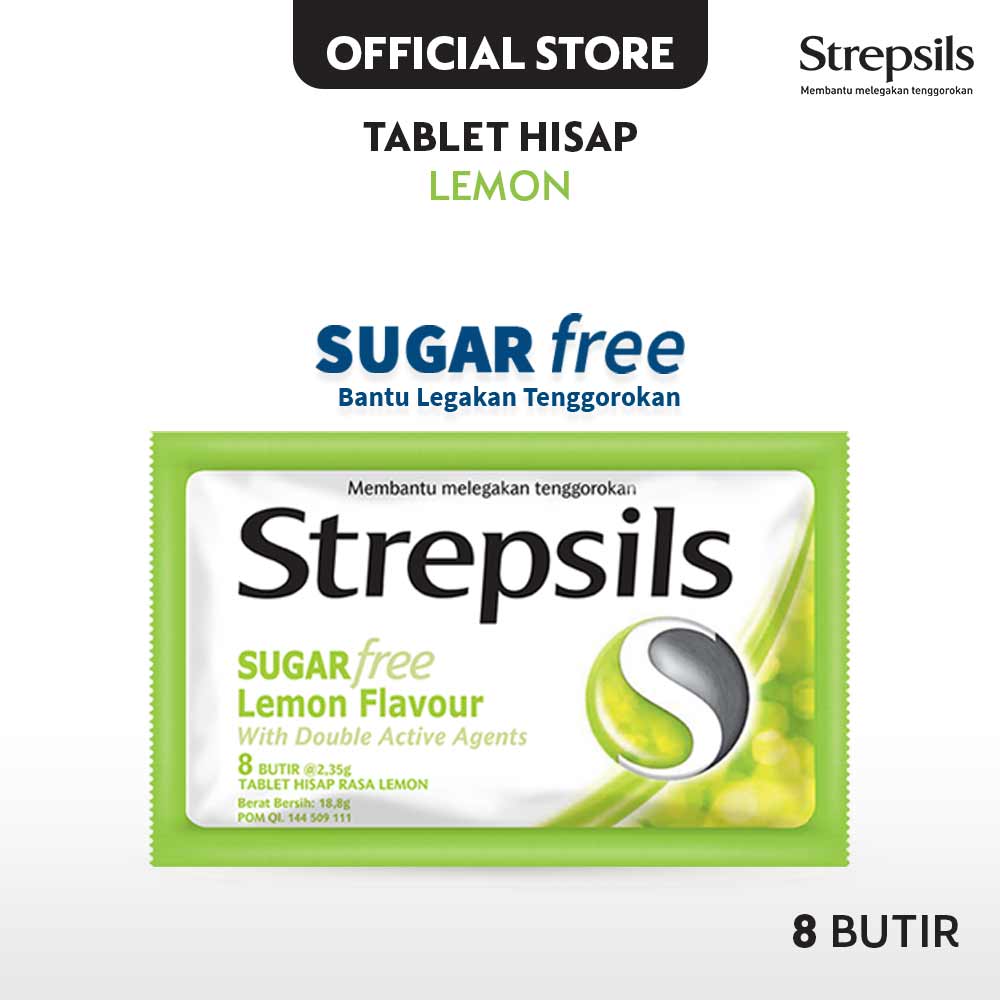 OFFICIAL STORE
Strepsils
Membantu melegakan tenggorokan
TABLET HISAP
LEMON
SUGAR free
Bantu Legakan Tenggorokan
Membantu melegakan tenggorokan
Strepsils
SUGAR free
Lemon Flavour
With Double Active Agents
8 BUTIR @2,35g
TABLET HISAP RASA LEMON
Berat Bersih: 18,8g
POM QI. 144 509 111
8 BUTIR